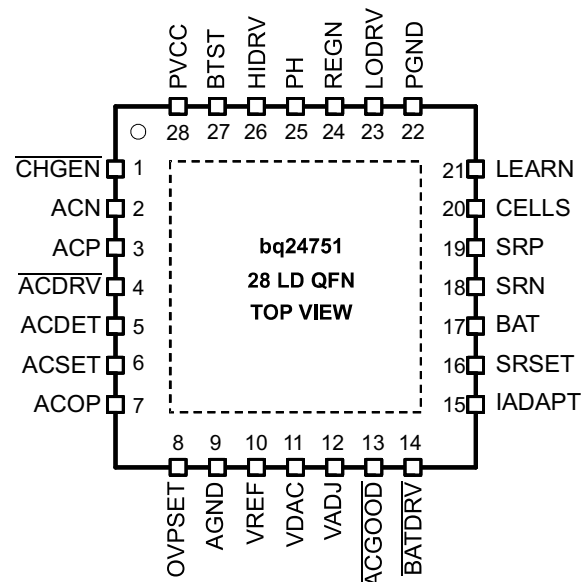 PVCC
BTST
HIDRV
PH
REGN
LODRV
PGND
28 27 26 25 24 23 22
CHGEN 1
ACN 2
ACP 3
ACDRV 4
ACDET 5
ACSET 6
ACOP 7
21 LEARN
20 CELLS
19 SRP
18 SRN
17 BAT
16 SRSET
15 IADAPT
bq24751
28 LD QFN
TOP VIEW
8 9 10 11 12 13 14
OVPSET
AGND
VREF
VDAC
VADJ
ACGOOD
BATDRV